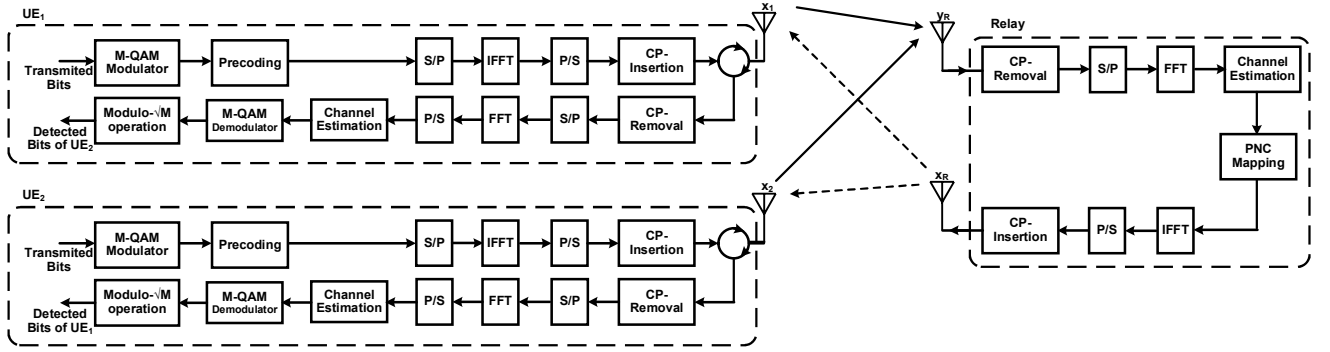 UE1
x1
Transmited
Bits
M-QAM
Modulator
Precoding
S/P
IFFT
P/S
CP-
Insertion
Detected
Bits of UE2
Modulo-√M
operation
M-QAM
Demodulator
Channel
Estimation
P/S
FFT
S/P
CP-
Removal
UE2
x2
Transmited
Bits
M-QAM
Modulator
Precoding
S/P
IFFT
P/S
CP-
Insertion
Detected
Bits of UE1
Modulo-√M
operation
M-QAM
Demodulator
Channel
Estimation
P/S
FFT
S/P
CP-
Removal
yR
Relay
CP-
Removal
S/P
FFT
Channel
Estimation
PNC
Mapping
xR
CP-
Insertion
P/S
IFFT